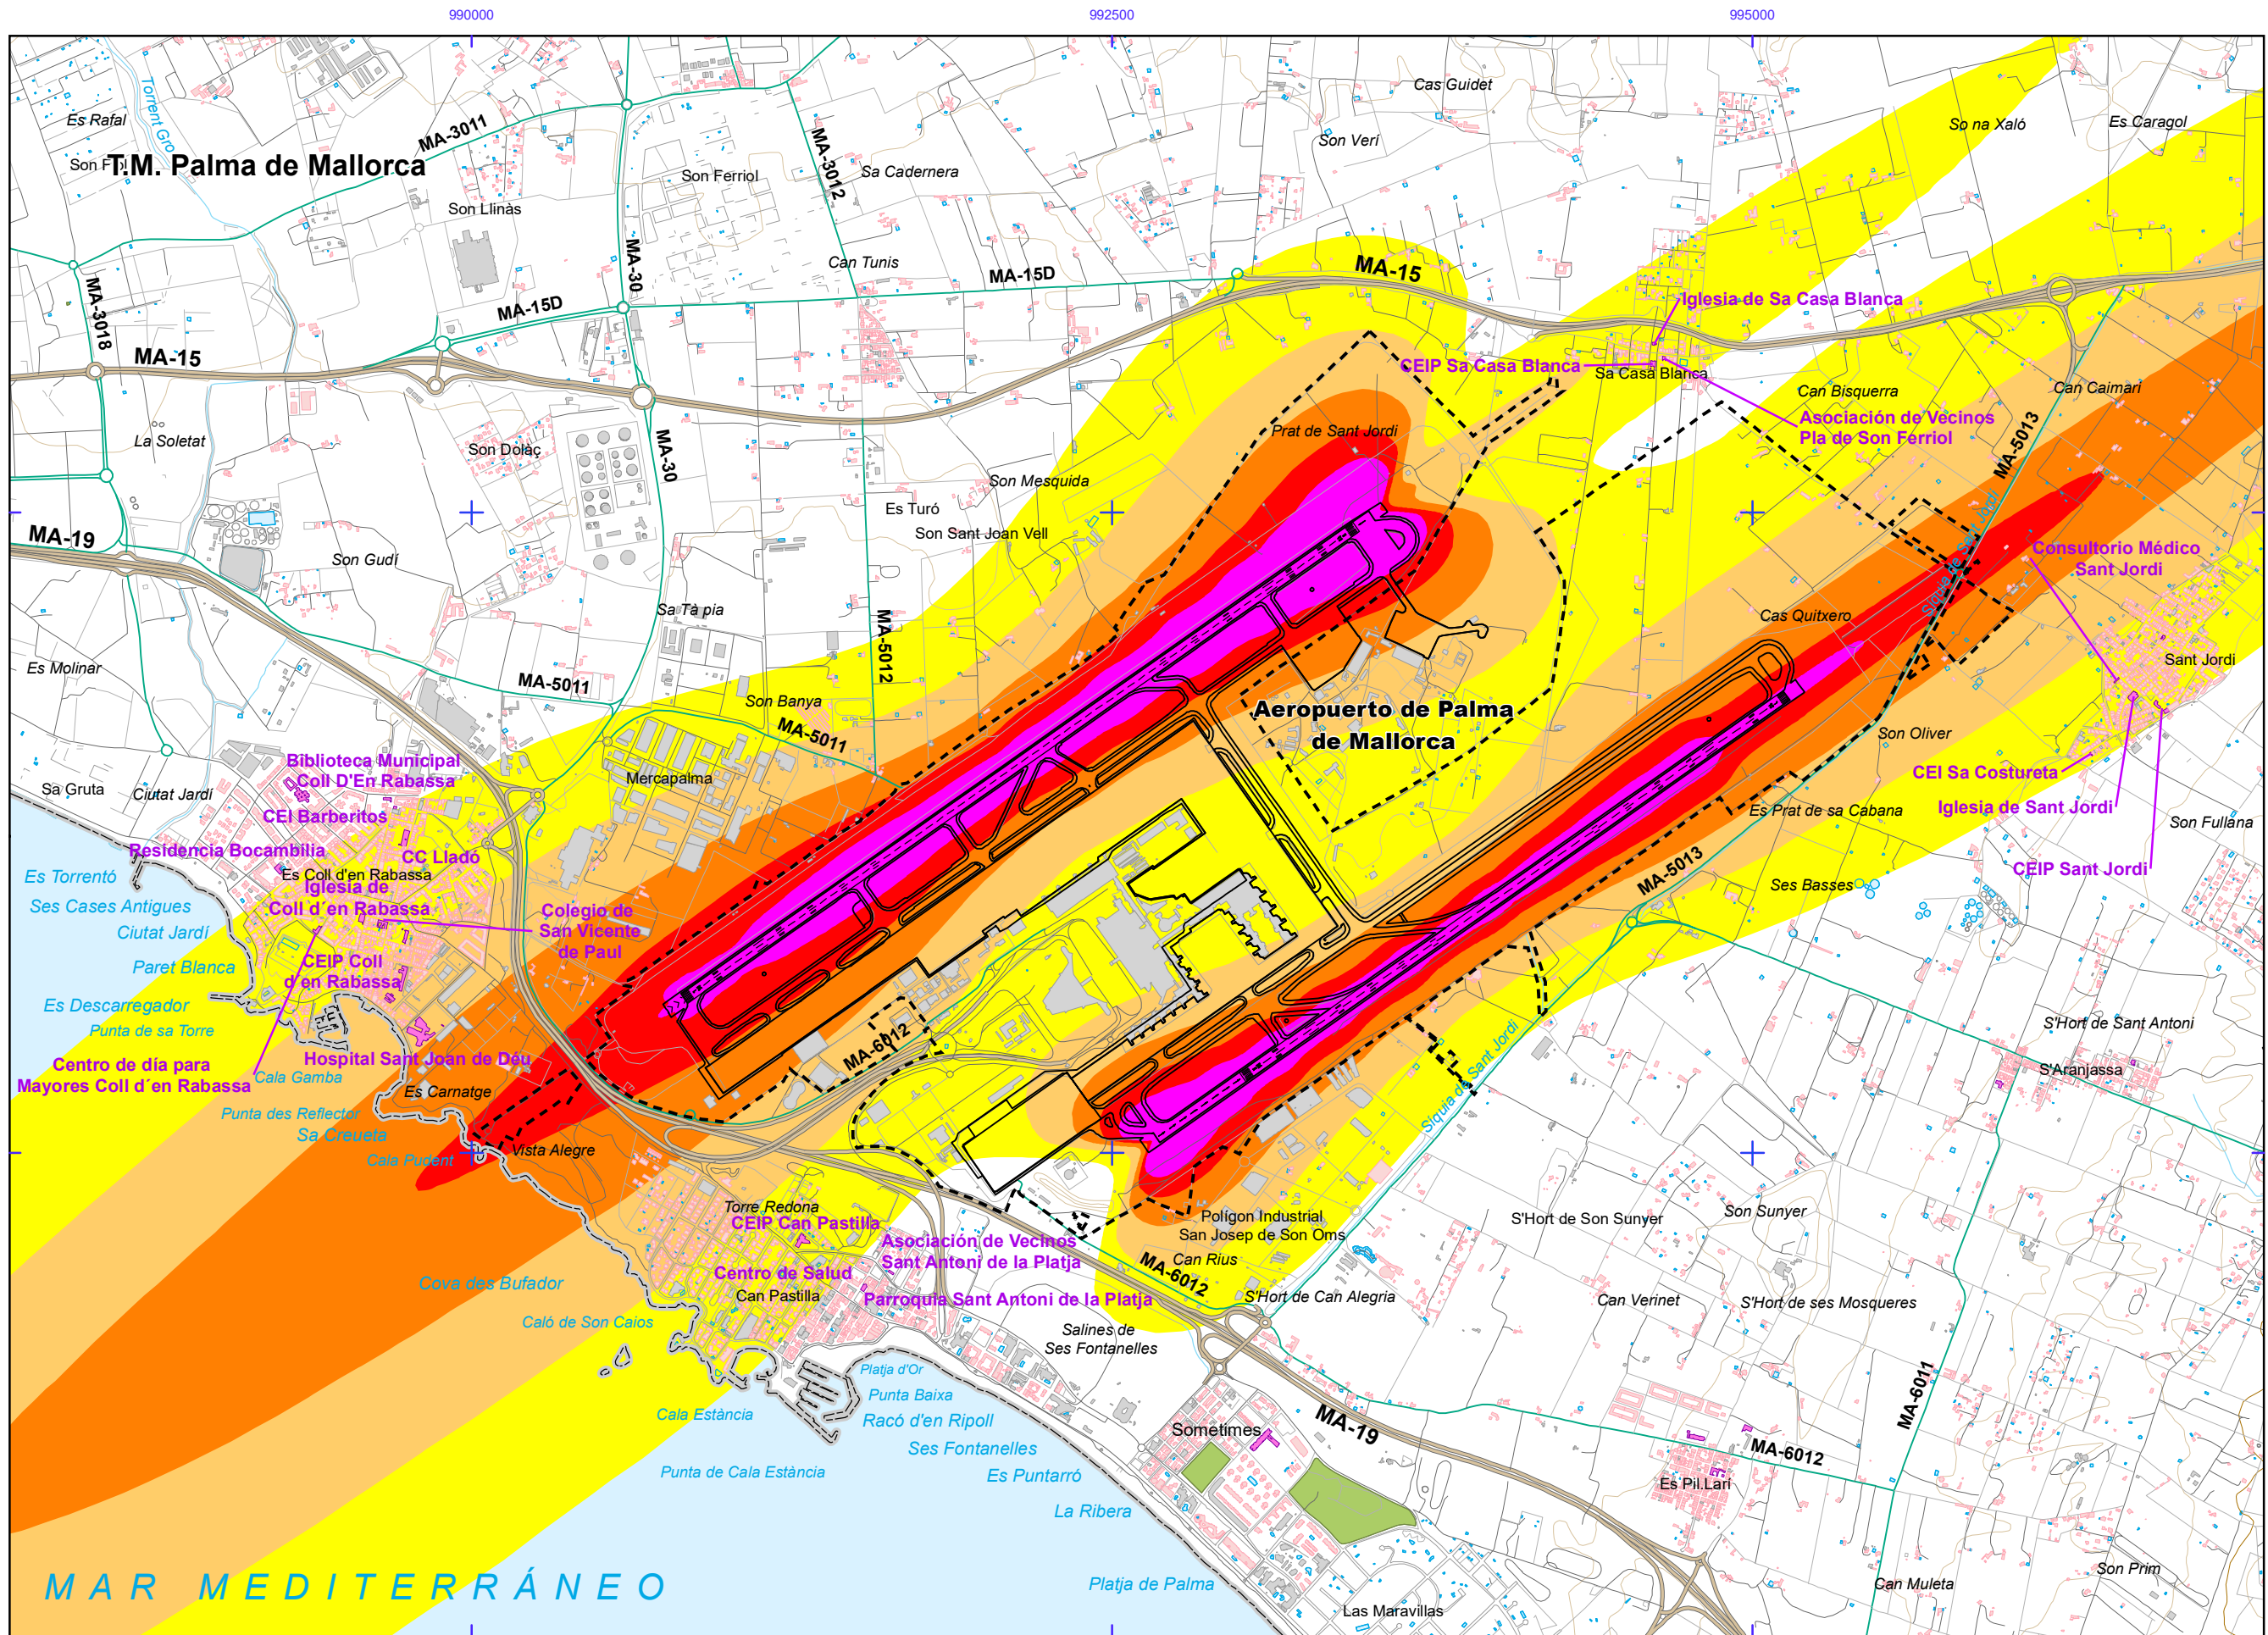 990000
992500
995000
Es Rafal
Torrent Gros
MA-3011
MA-3012
Cas Guidet
Son Verí
So na Xaló
Es Caragol
T.M. Palma de Mallorca
Son Ferriol
Sa Cadernera
Son Llinàs
MA-30
Can Tunis
MA-15D
MA-15
MA-15D
MA-3018
MA-15
Iglesia de Sa Casa Blanca
CEIP Sa Casa Blanca
Sa Casa Blanca
Can Bisquerra
Can Caimari
Asociación de Vecinos
Pla de Son Ferriol
La Soletat
Son Dolaç
MA-30
Prat de Sant Jordi
MA-5013
Son Mesquida
Es Turó
Son Sant Joan Vell
MA-19
Son Gudí
Síquia de Sant Jordi
Consultorio Médico
Sant Jordi
Sa Tà pia
MA-5012
Cas Quitxero
Es Molinar
MA-5011
Son Banya
MA-5011
Sant Jordi
Aeropuerto de Palma
de Mallorca
Son Oliver
Mercapalma
Biblioteca Municipal
Coll D'En Rabassa
CEI Sa Costureta
Sa Gruta
Ciutat Jardí
CEI Barberitos
Es Prat de sa Cabana
Iglesia de Sant Jordi
Son Fullana
Residencia Bocambilia
CC Lladó
MA-5013
CEIP Sant Jordi
Es Torrentó
Es Coll d'en Rabassa
Ses Basses
Iglesia de
Coll d'en Rabassa
Ses Cases Antigues
Colegio de
San Vicente
de Paul
Ciutat Jardí
Paret Blanca
CEIP Coll
d'en Rabassa
Es Descarregador
Punta de sa Torre
MA-6012
Síquia de Sant Jordi
S'Hort de Sant Antoni
Centro de día para
Mayores Coll d´en Rabassa
Hospital Sant Joan de Déu
Cala Gamba
Es Carnatge
S'Aranjassa
Punta des Reflector
Sa Creueta
Cala Pudent
Vista Alegre
Torre Redona
CEIP Can Pastilla
Polígon Industrial
San Josep de Son Oms
S'Hort de Son Sunyer
Son Sunyer
Asociación de Vecinos
Sant Antoni de la Platja
Can Rius
Centro de Salud
Cova des Bufador
Can Pastilla
MA-6012
Parroquia Sant Antoni de la Platja
S'Hort de Can Alegria
Can Verinet
S'Hort de ses Mosqueres
Caló de Son Caios
Salines de
Ses Fontanelles
Platja d'Or
Punta Baixa
MA-6011
Cala Estància
Racó d'en Ripoll
Sometimes
MA-19
Ses Fontanelles
MA-6012
Punta de Cala Estància
Es Puntarró
Es Pil.Larí
La Ribera
MAR MEDITERRÁNEO
Platja de Palma
Can Muleta
Son Prim
Las Maravillas